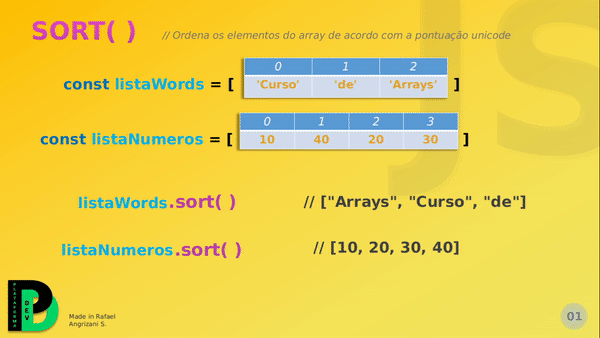 SORT( ) // Ordena os elementos do array de acordo com a pontuação unicode
0 1 2
const listaWords = [ 'Curso' 'de' 'Arrays' ]
0 1 2 3
const listaNumeros = [ 10 40 20 30 ]
listaWords.sort( ) // ["Arrays", "Curso", "de"]
listaNumeros.sort( ) // [10, 20, 30, 40]
PLATAFORMA
DEV
Made in Rafael
Angrizani S.
01
JS